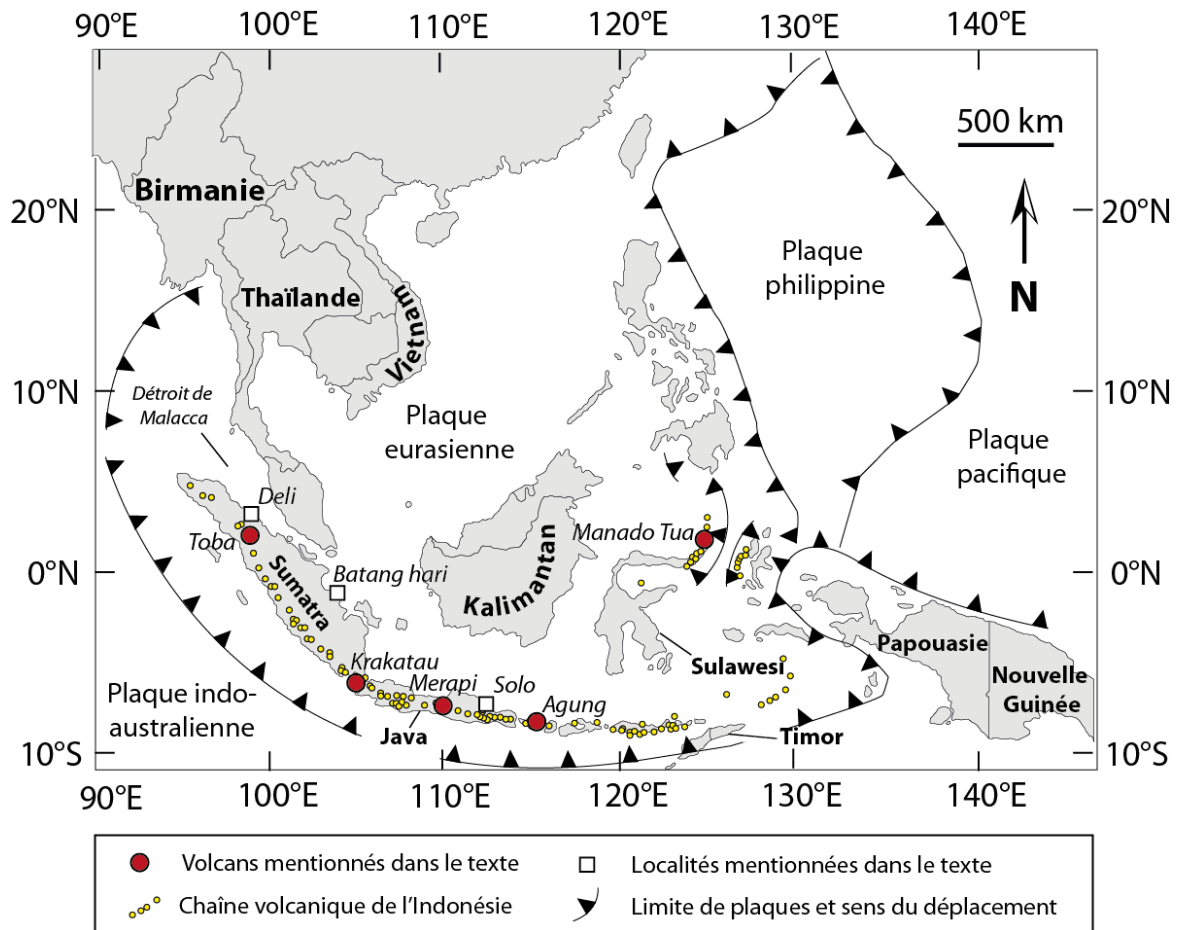 90°E 100°E 110°E 120°E 130°E 140°E
500 km
Birmanie
20°N
20°N
Plaque
philippine
N
Thaïlande
Vietnam
10°N
10°N
Détroit de
Malacca
Plaque
eurasienne
Plaque
pacifique
Deli
Toba
Manado Tua
0°N
0°N
Batang hari
Sumatra
Kalimantan
Papouasie
Sulawesi
Nouvelle
Guinée
Krakatau
Merapi
Solo
Agung
Plaque indo-
australienne
Java
Timor
10°S
10°S
90°E 100°E 110°E 120°E 130°E 140°E
Volcans mentionnés dans le texte
Localités mentionnées dans le texte
Chaîne volcanique de l'Indonésie
Limite de plaques et sens du déplacement